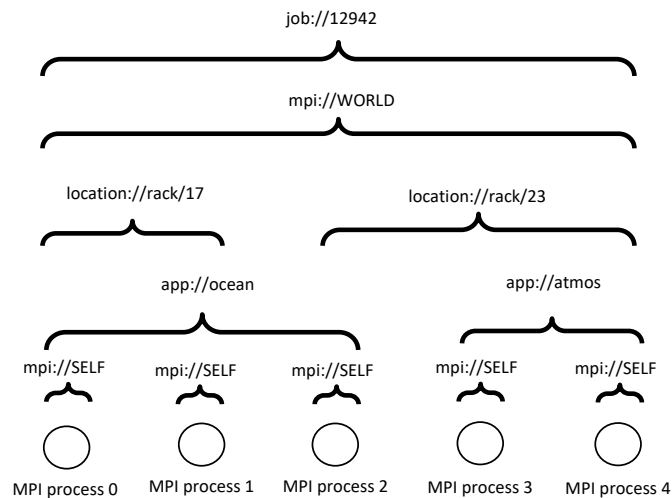 job://12942
mpi://WORLD
location://rack/17
location://rack/23
app://ocean
app://atmos
mpi://SELF
mpi://SELF
mpi://SELF
mpi://SELF
mpi://SELF
MPI process 0
MPI process 1
MPI process 2
MPI process 3
MPI process 4